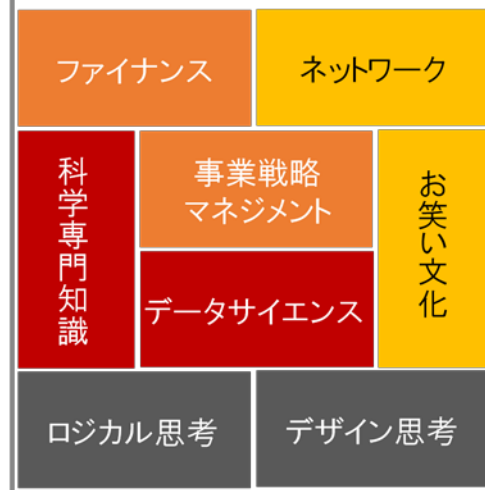 ファイナンス
ネットワーク
科学専門知識
事業戦略
マネジメント
お笑い文化
データサイエンス
ロジカル思考
デザイン思考